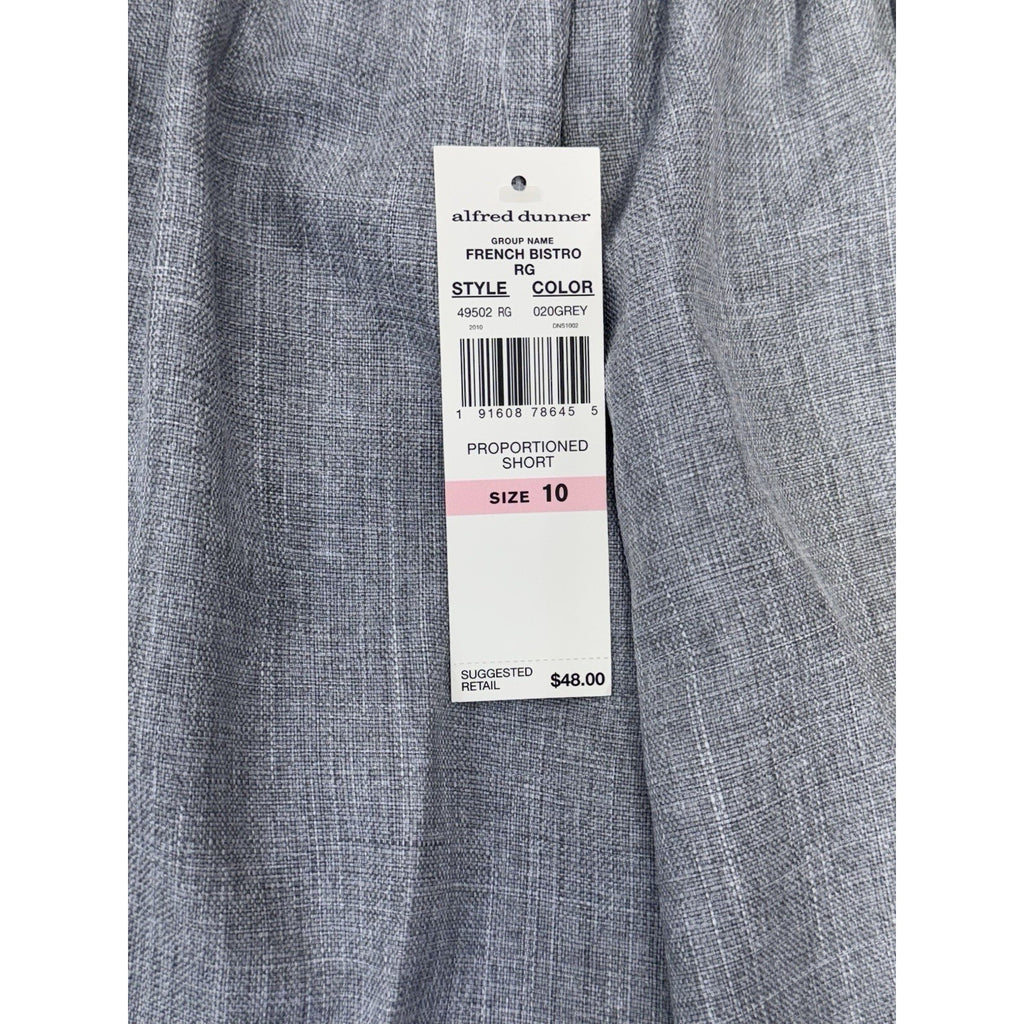 alfred dunner
GROUP NAME
FRENCH BISTRO
RG
STYLE COLOR
49502 RG 020GREY
2010 DNS1002
1 91608 78645 5
PROPORTIONED
SHORT
SIZE 10
SUGGESTED
RETAIL $48.00